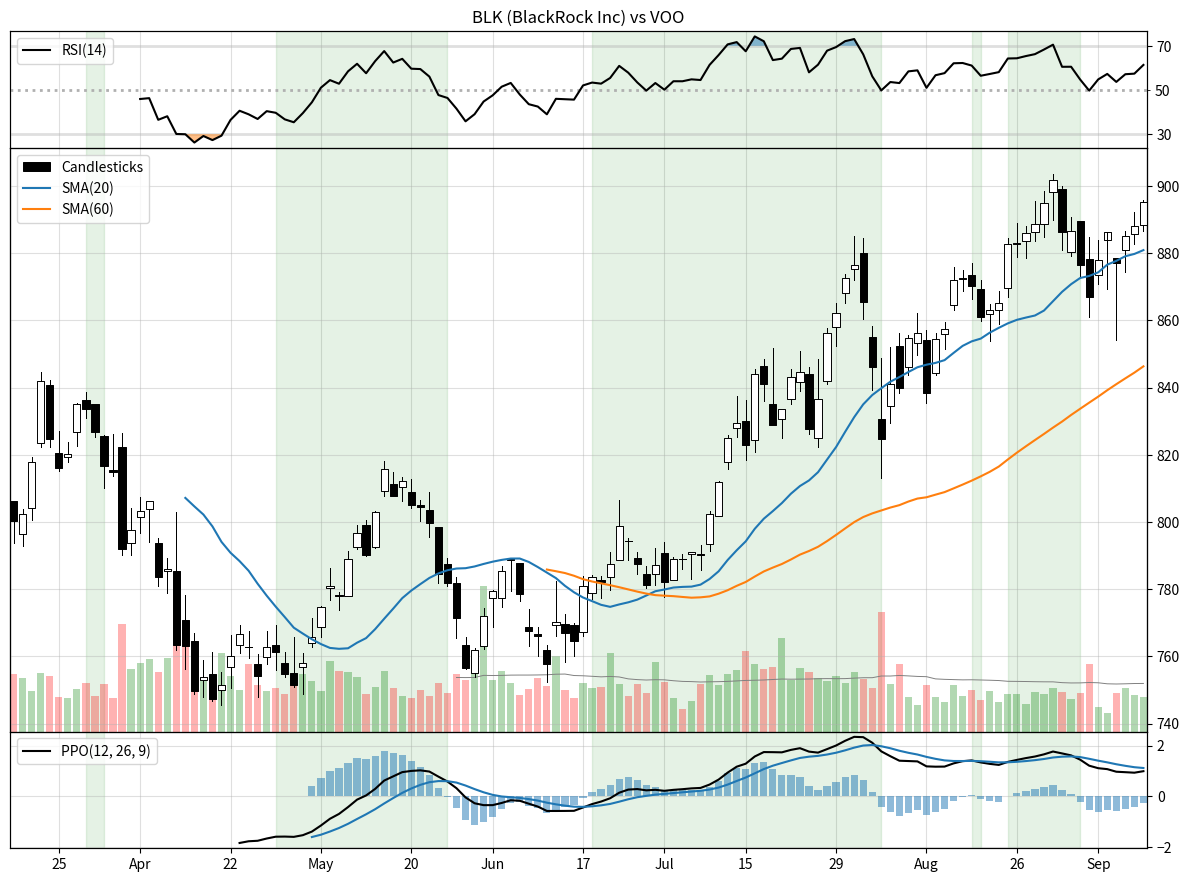 BLK (BlackRock Inc) vs VOO
RSI(14)
70
50
30
Candlesticks
SMA(20)
SMA(60)
900
880
860
840
820
800
780
760
740
PPO(12, 26, 9)
2
0
−2
25 Apr 22 May 20 Jun 17 Jul 15 29 Aug 26 Sep